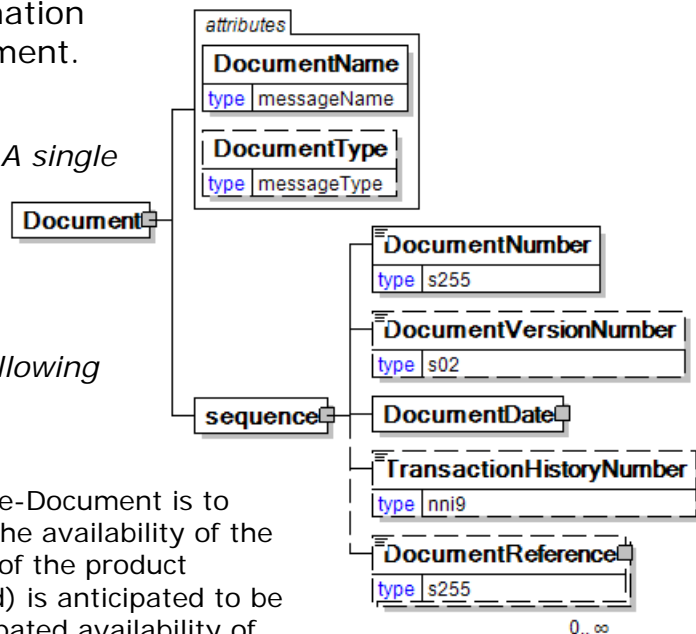 nation
ment.
A single
llowing
e-Document is to
he availability of the
of the product
d) is anticipated to be
pated availability of
attributes
DocumentName
type messageName
DocumentType
type messageType
Document
sequence
DocumentNumber
type s255
DocumentVersionNumber
type s02
DocumentDate
TransactionHistoryNumber
type nni9
DocumentReference
type s255
0..∞